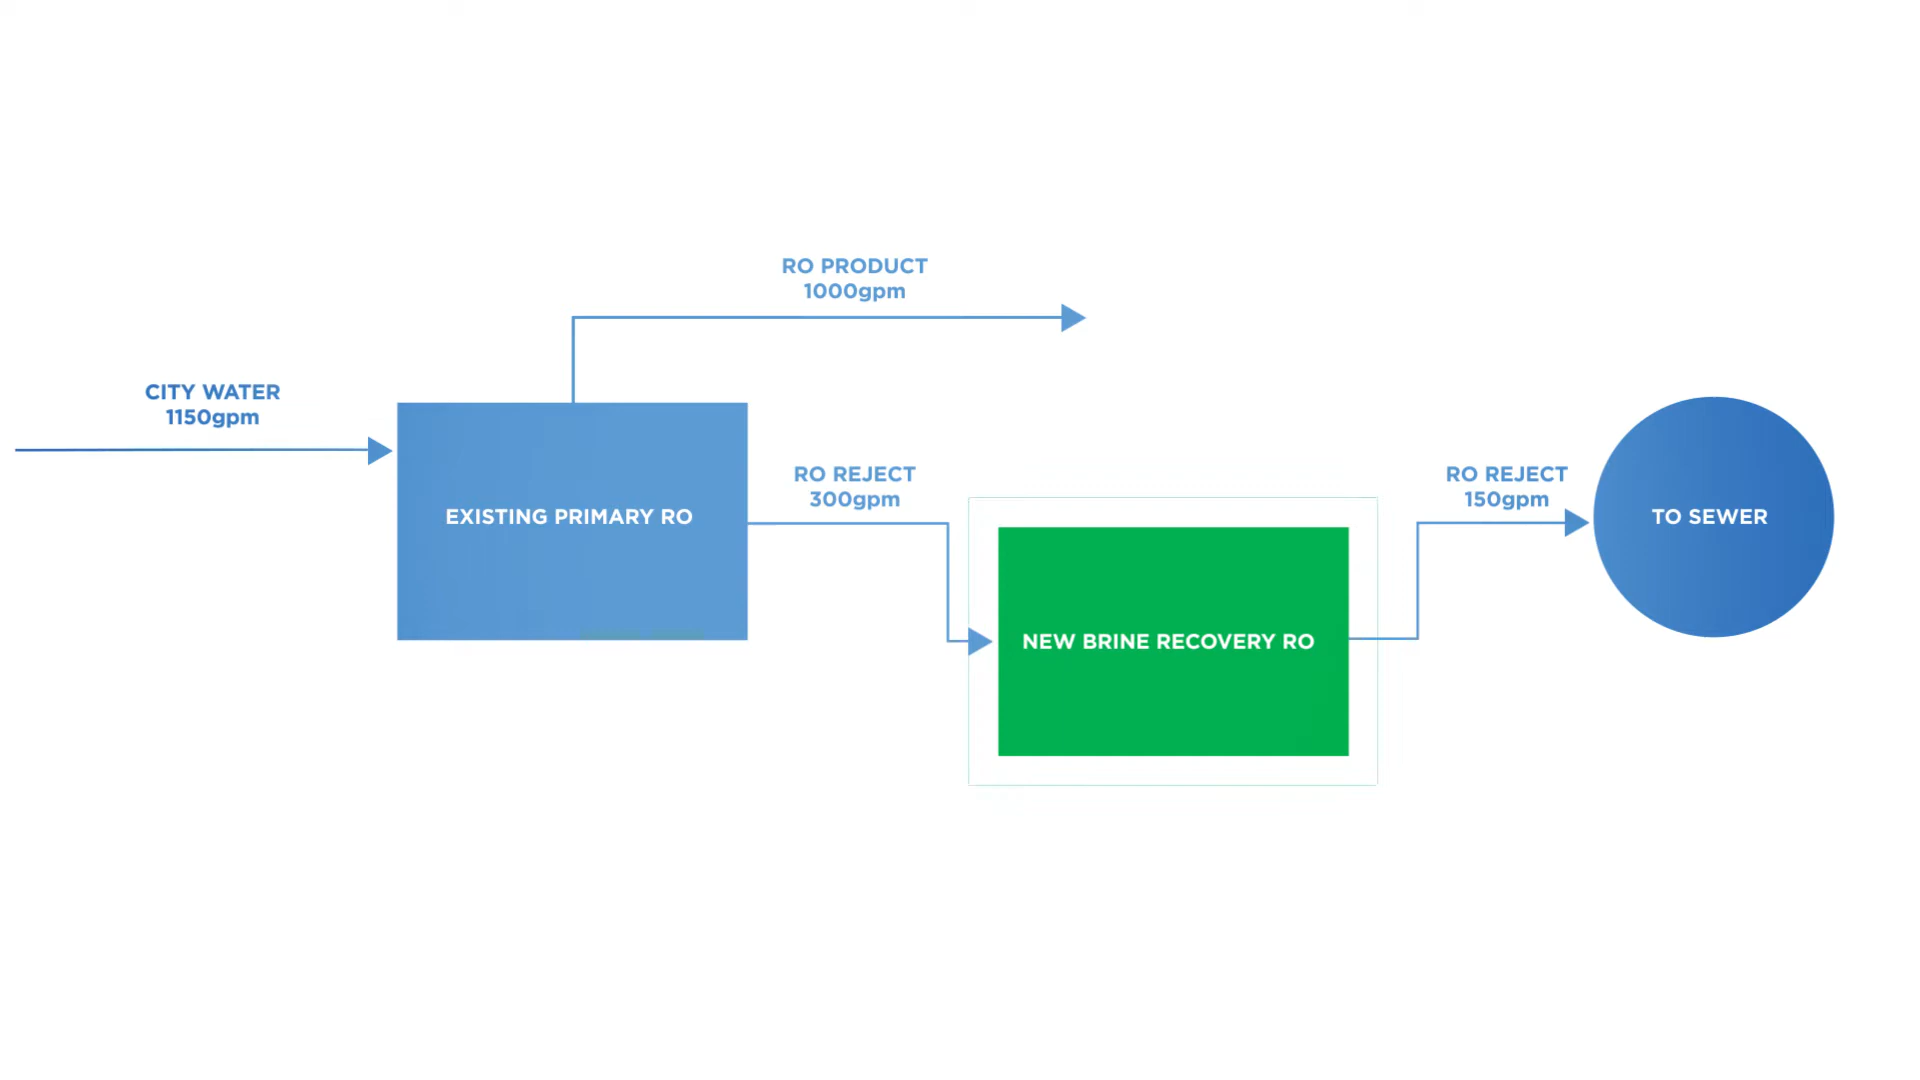 RO PRODUCT
1000gpm
CITY WATER
1150gpm
EXISTING PRIMARY RO
RO REJECT
300gpm
NEW BRINE RECOVERY RO
RO REJECT
150gpm
TO SEWER